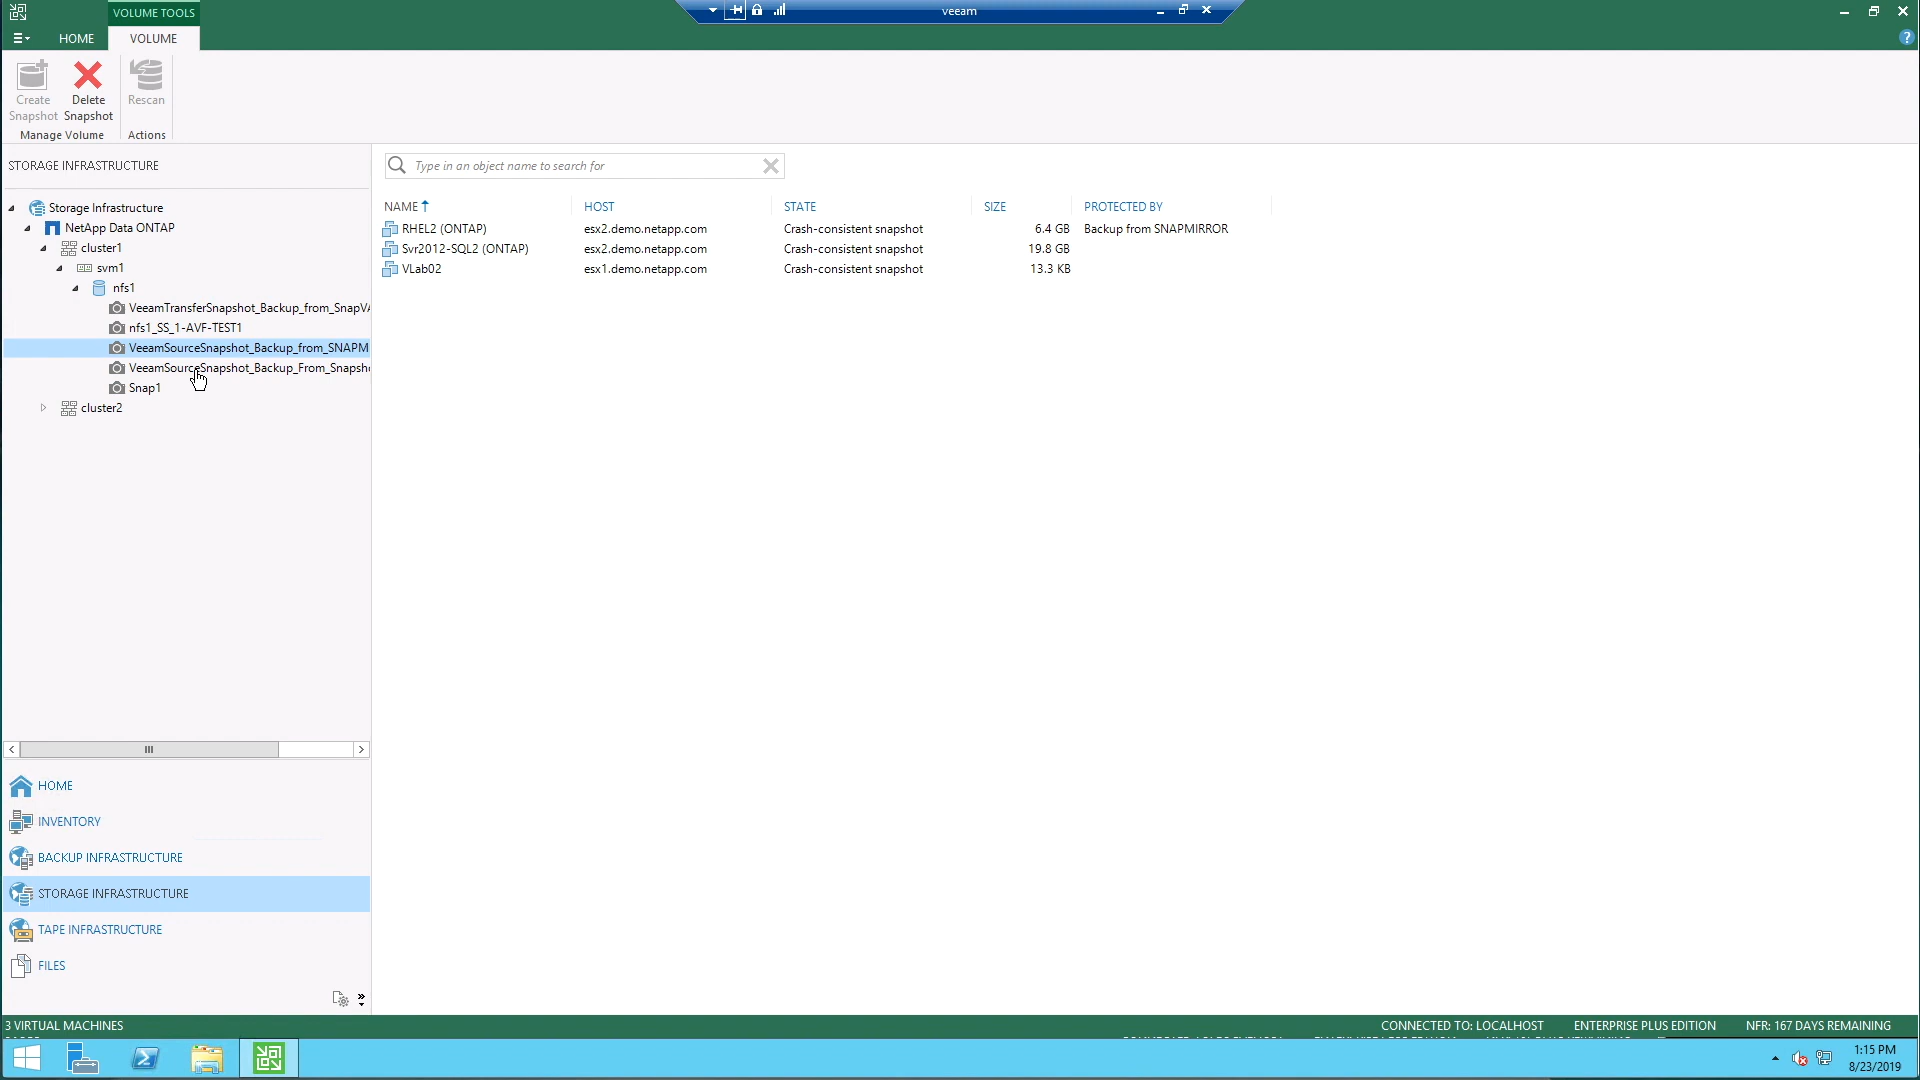 VOLUME TOOLS
veeam
HOME
VOLUME
Create Snapshot
Delete Snapshot
Rescan
Manage Volume
Actions
STORAGE INFRASTRUCTURE
Type in an object name to search for
Storage Infrastructure
NetApp Data ONTAP
cluster1
svm1
nfs1
VeeamTransferSnapshot_Backup_from_SnapVA
nfs1_SS_1-AVF-TEST1
VeeamSourceSnapshot_Backup_from_SNAPM
VeeamSourceSnapshot_Backup_From_Snapsho
Snap1
cluster2
NAME HOST STATE SIZE PROTECTED BY
RHEL2 (ONTAP) esx2.demo.netapp.com Crash-consistent snapshot 6.4 GB Backup from SNAPMIRROR
Svr2012-SQL2 (ONTAP) esx2.demo.netapp.com Crash-consistent snapshot 19.8 GB
VLab02 esx1.demo.netapp.com Crash-consistent snapshot 13.3 KB
HOME
INVENTORY
BACKUP INFRASTRUCTURE
STORAGE INFRASTRUCTURE
TAPE INFRASTRUCTURE
FILES
3 VIRTUAL MACHINES
CONNECTED TO: LOCALHOST ENTERPRISE PLUS EDITION NFR: 167 DAYS REMAINING
1:15 PM
8/23/2019